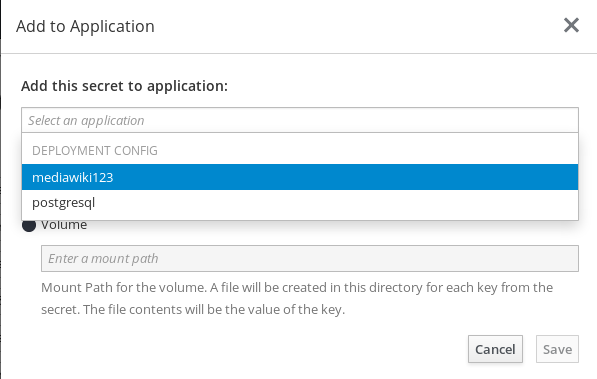 Add to Application
Add this secret to application:
Select an application
DEPLOYMENT CONFIG
mediawiki123
postgresql
Volume
Enter a mount path
Mount Path for the volume. A file will be created in this directory for each key from the
secret. The file contents will be the value of the key.
Cancel
Save